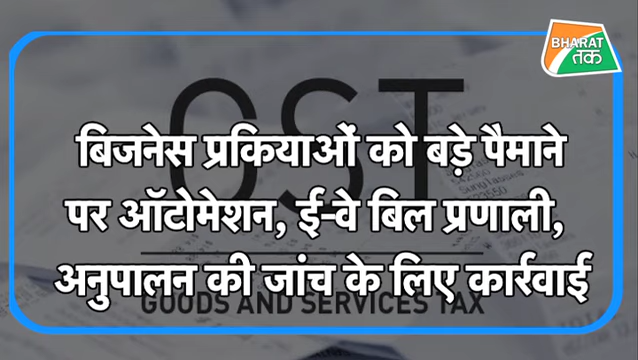 BHARAT
तक
GST
बिजनेस प्रकियाओं को बड़े पैमाने
पर ऑटोमेशन, ई-वे बिल प्रणाली,
अनुपालन की जांच के लिए कार्रवाई
GOODS AND SERVICES TAX